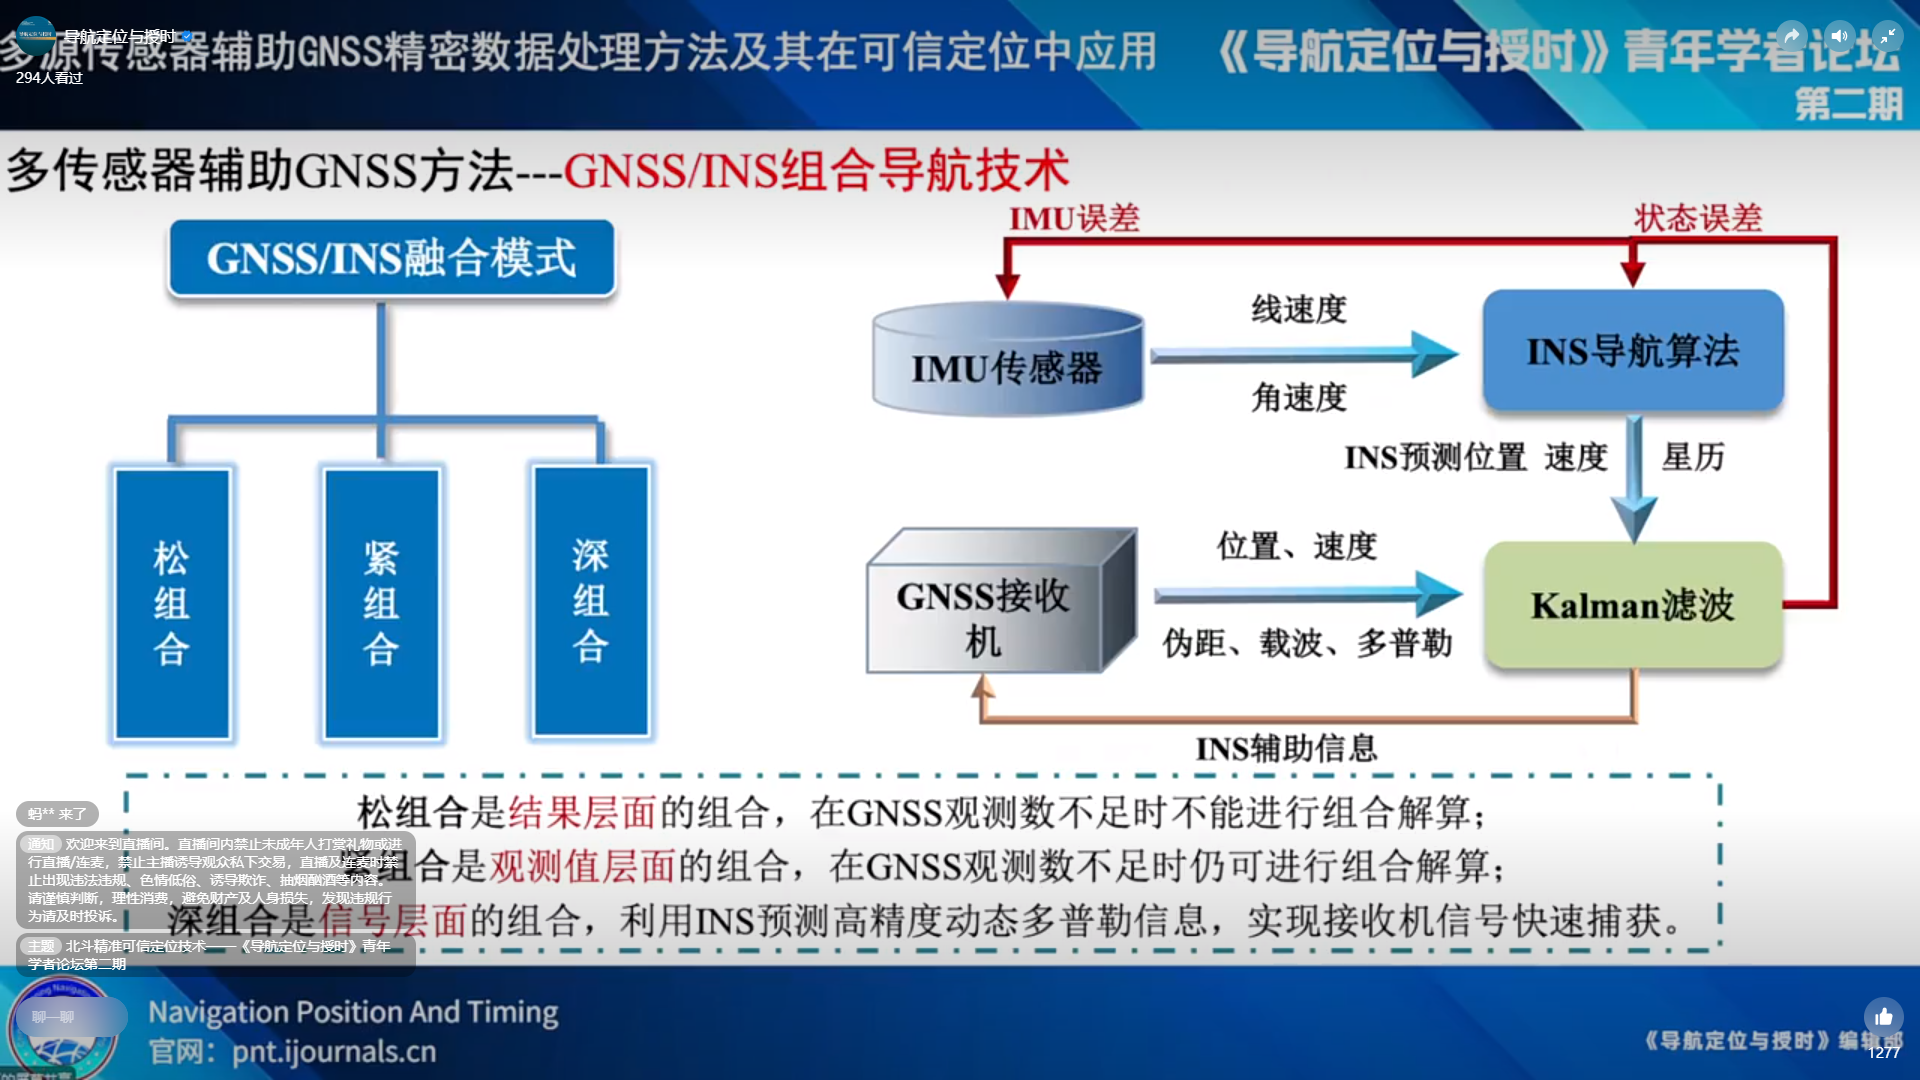 多源传感器辅助GNSS精密数据处理方法及其在可信定位中应用
《导航定位与授时》青年学者论坛
第二期
导航定位与授时
294人看过
多传感器辅助GNSS方法---GNSS/INS组合导航技术
GNSS/INS融合模式
松组合
紧组合
深组合
IMU误差
状态误差
IMU传感器
线速度
角速度
INS导航算法
INS预测位置 速度
星历
GNSS接收机
位置、速度
伪距、载波、多普勒
Kalman滤波
INS辅助信息
松组合是结果层面的组合，在GNSS观测数不足时不能进行组合解算；
组合是观测值层面的组合，在GNSS观测数不足时仍可进行组合解算；
深组合是信号层面的组合，利用INS预测高精度动态多普勒信息，实现接收机信号快速捕获。
蚂** 来了
通知 欢迎来到直播间。直播间内禁止未成年人打赏礼物或进
行直播/连麦，禁止主播诱导观众私下交易，直播及连麦时禁
止出现违法违规、色情低俗、诱导欺诈、抽烟酗酒等内容。
请谨慎判断，理性消费，避免财产及人身损失，发现违规行
为请及时投诉。
主题 北斗精准可信定位技术——《导航定位与授时》青年
学者论坛第二期
聊一聊
Navigation Position And Timing
官网：pnt.ijournals.cn
《导航定位与授时》编辑部
1277